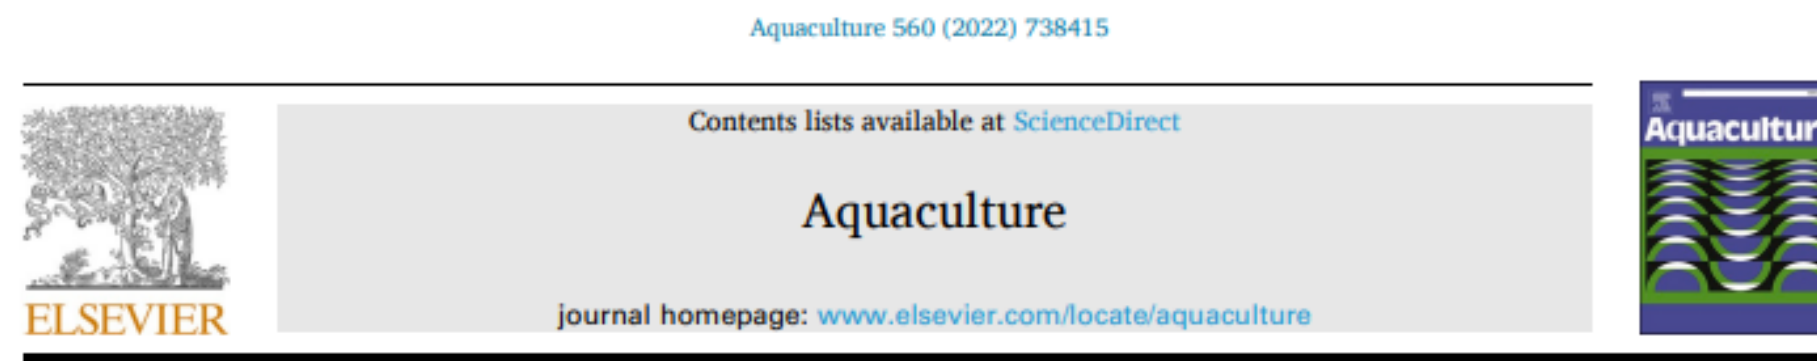 Aquaculture 560 (2022) 738415
Contents lists available at ScienceDirect
Aquaculture
journal homepage: www.elsevier.com/locate/aquaculture
ELSEVIER
Aquacultur